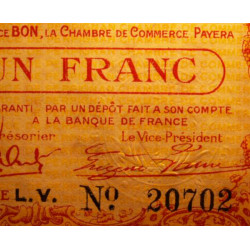 CE BON, LA CHAMBRE DE COMMERCE PAYERA
UN FRANC
RANTI PAR UN DÉPÔT FAIT A SON COMPTE
A LA BANQUE DE FRANCE
résorier Le Vice-Président
E L.V. Nº 20702